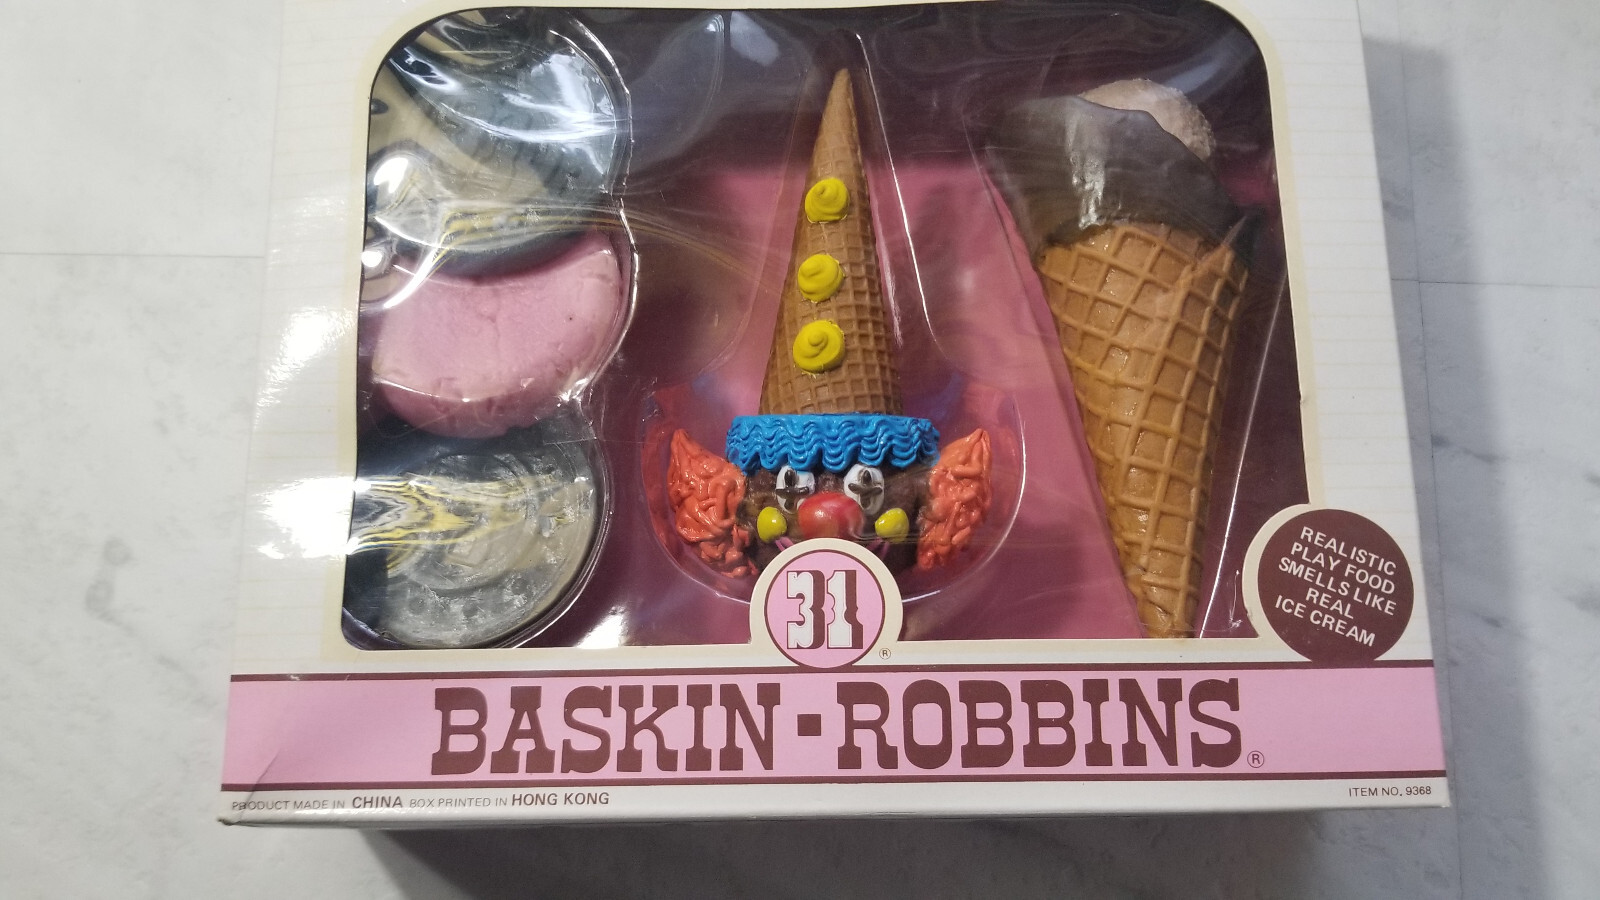 31
®
REALISTIC
PLAY FOOD
SMELLS LIKE
REAL
ICE CREAM
BASKIN-ROBBINS®
PRODUCT MADE IN CHINA BOX PRINTED IN HONG KONG
ITEM NO. 9368